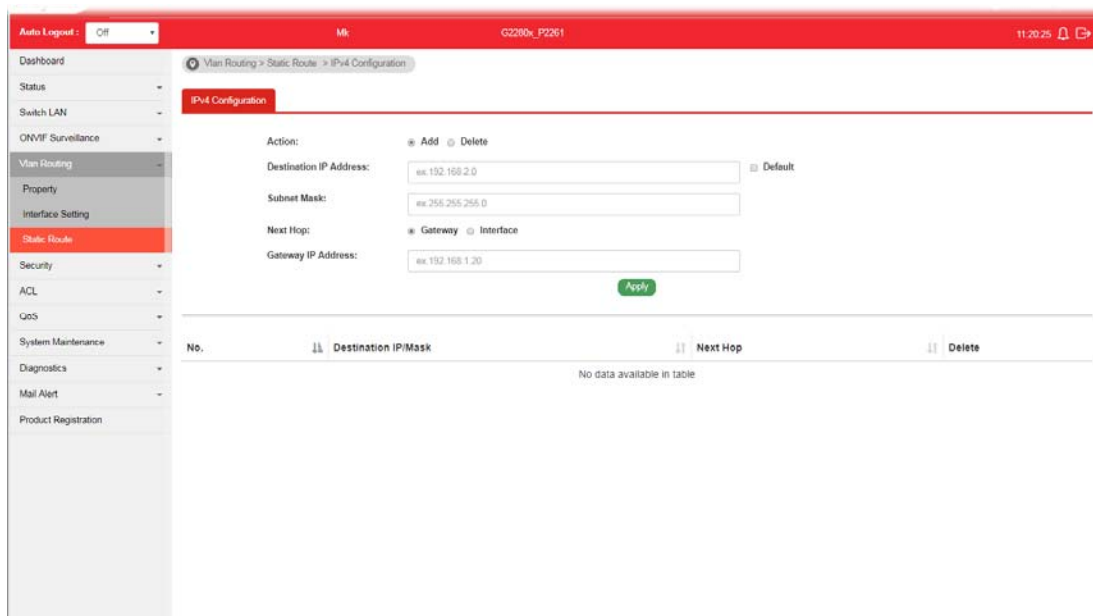 Auto Logout : Off Mk G2280x_P2261 11:20:25
Dashboard
Status
Switch LAN
ONVIF Surveillance
Vlan Routing
Property
Interface Setting
Static Route
Security
ACL
QoS
System Maintenance
Diagnostics
Mail Alert
Product Registration
Vlan Routing > Static Route > IPv4 Configuration
IPv4 Configuration
Action: Add Delete
Destination IP Address: ex.192.168.2.0 Default
Subnet Mask: ex.255.255.255.0
Next Hop: Gateway Interface
Gateway IP Address: ex.192.168.1.20
Apply
No. Destination IP/Mask Next Hop Delete
No data available in table